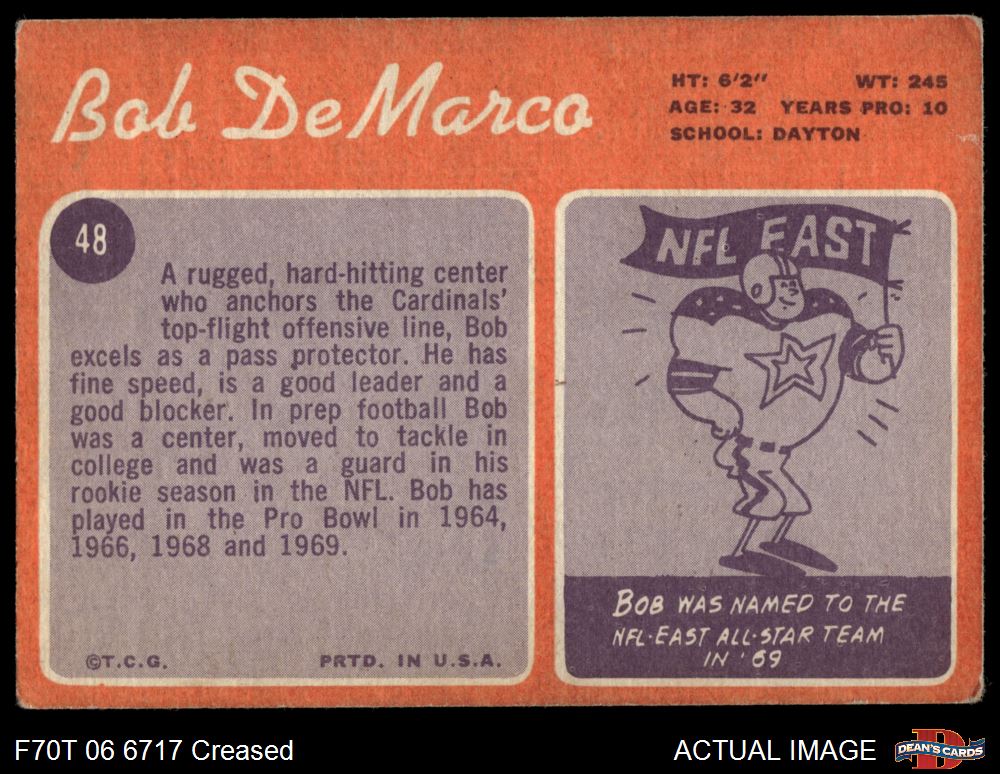 Bob DeMarco
HT: 6'2" WT: 245
AGE: 32 YEARS PRO: 10
SCHOOL: DAYTON
48
A rugged, hard-hitting center
who anchors the Cardinals'
top-flight offensive line, Bob
excels as a pass protector. He has
fine speed, is a good leader and a
good blocker. In prep football Bob
was a center, moved to tackle in
college and was a guard in his
rookie season in the NFL. Bob has
played in the Pro Bowl in 1964,
1966, 1968 and 1969.
©T.C.G. PRTD. IN U.S.A.
NFL EAST
BOB WAS NAMED TO THE
NFL-EAST ALL-STAR TEAM
IN '69
F70T 06 6717 Creased
ACTUAL IMAGE
D
DEAN'S CARDS